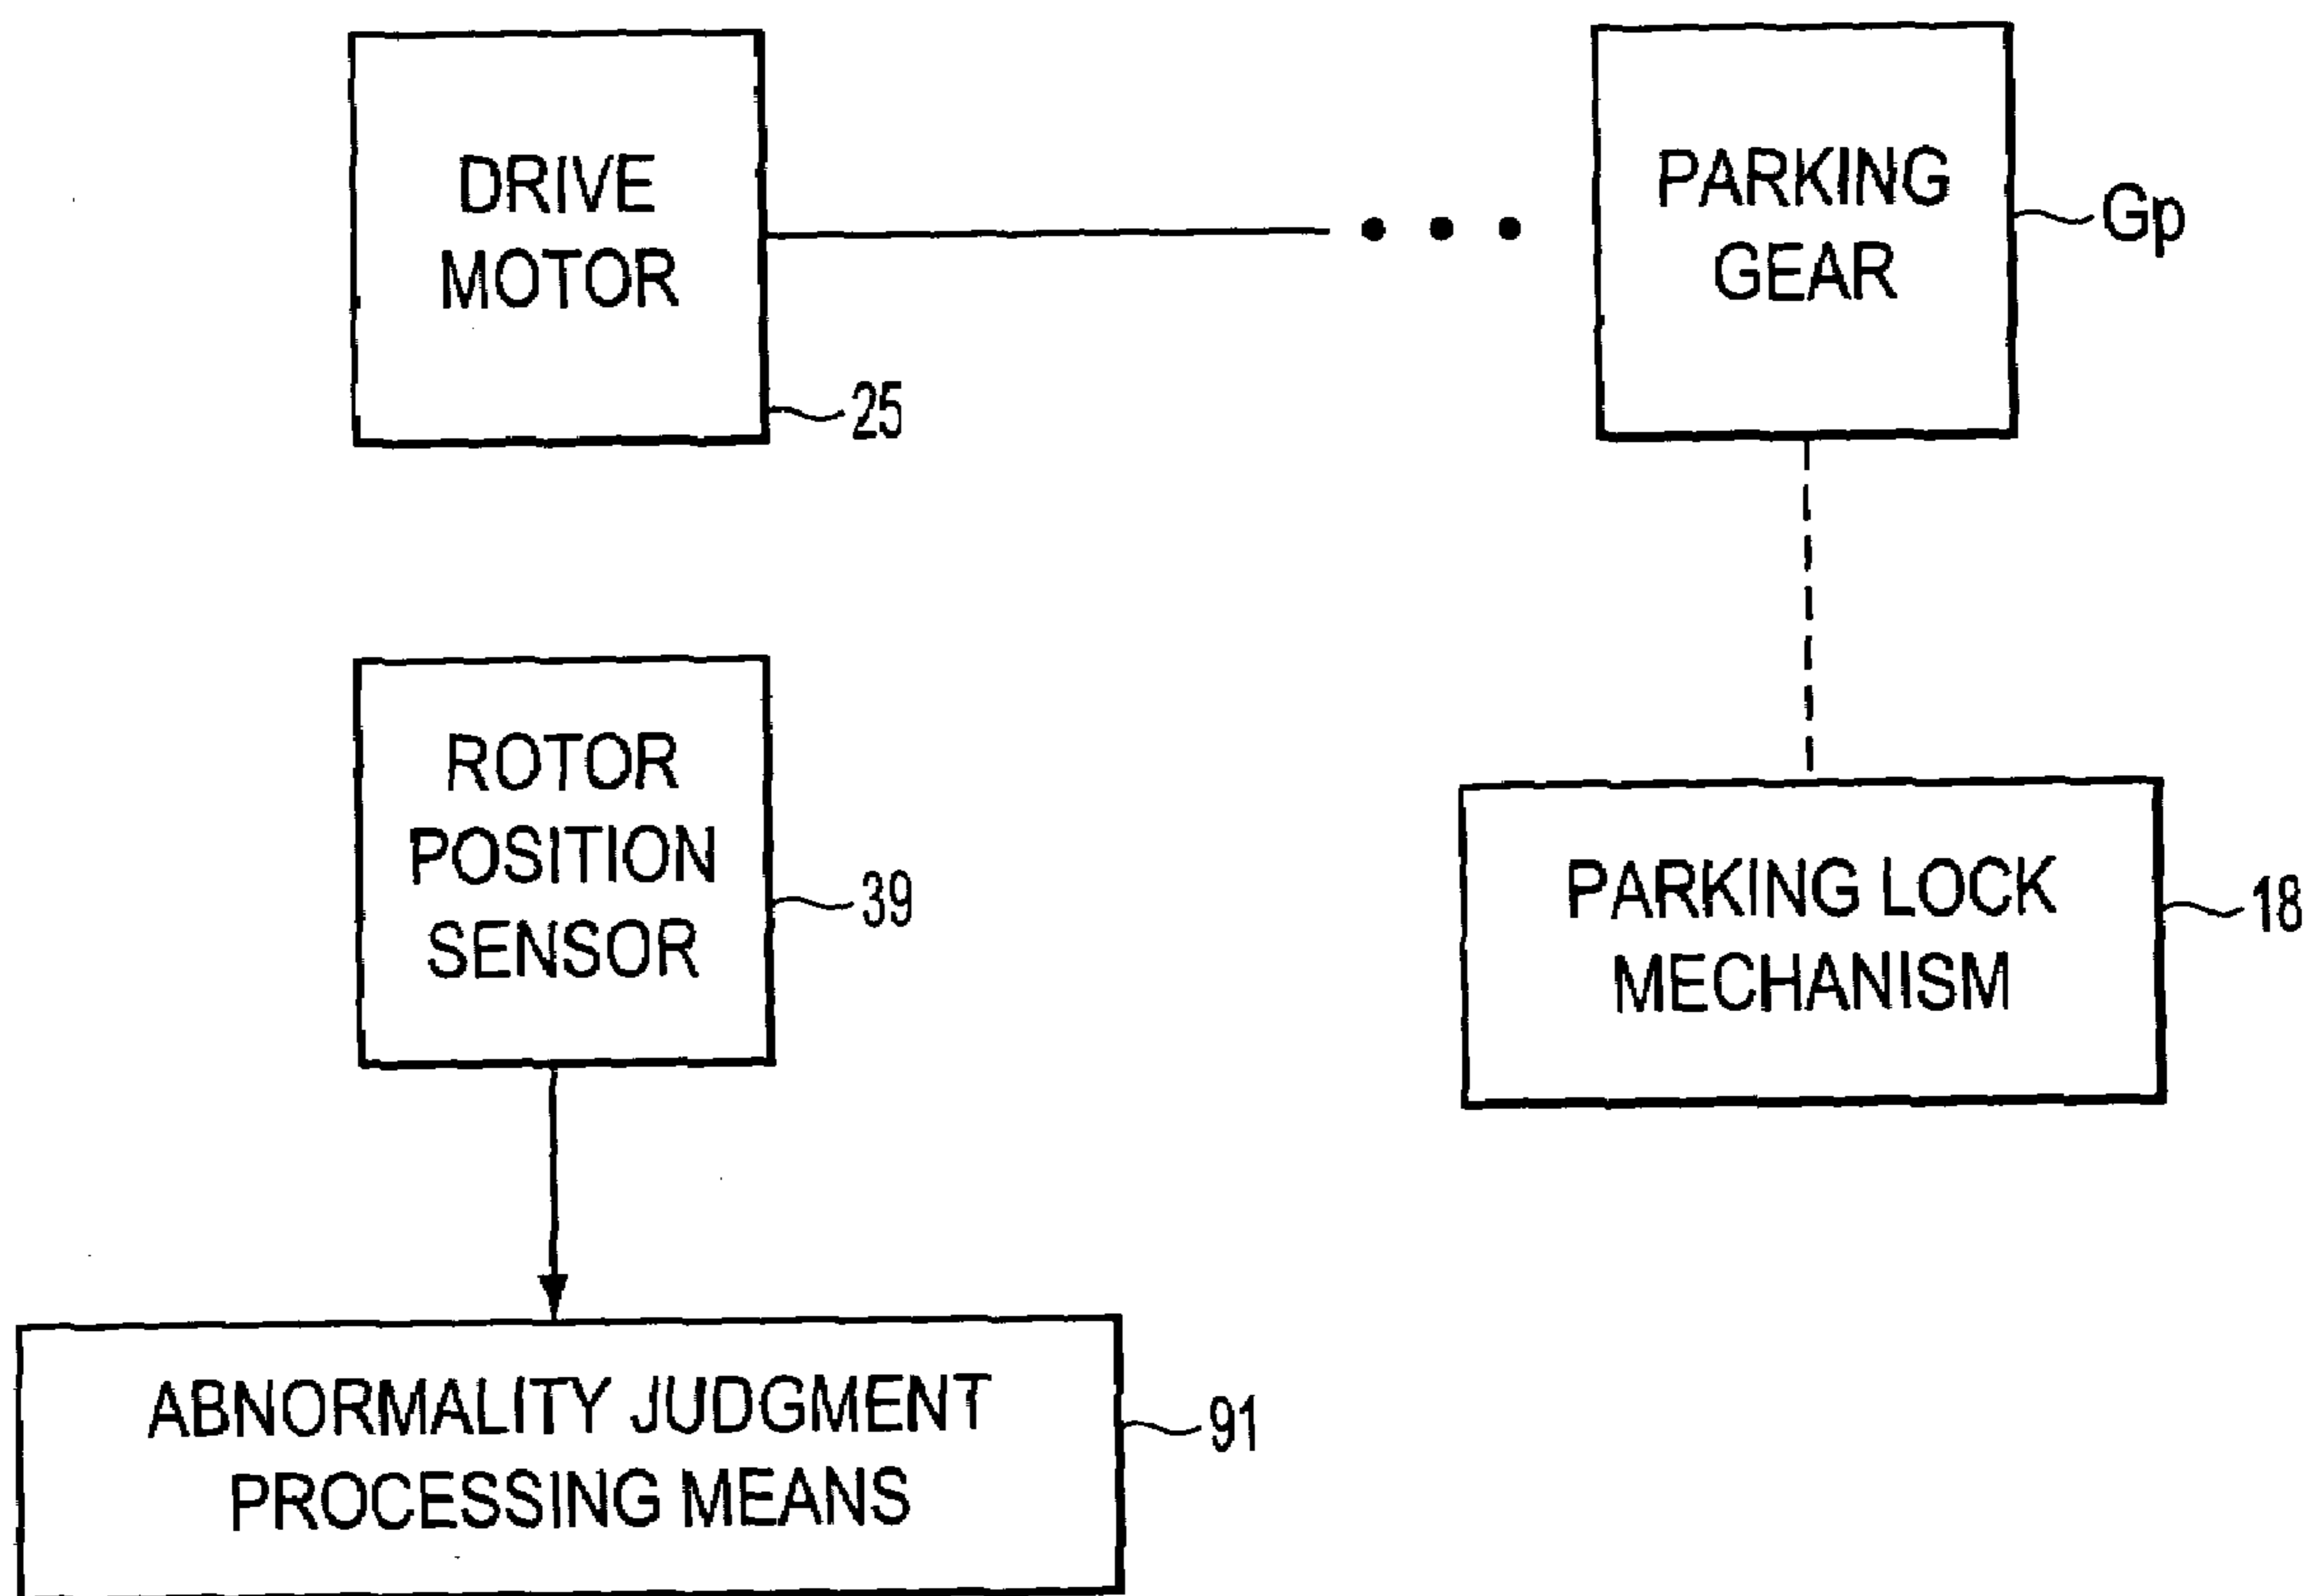 DRIVE
MOTOR
25
PARKING
GEAR
Gp
ROTOR
POSITION
SENSOR
39
PARKING LOCK
MECHANISM
18
ABNORMALITY JUDGMENT
PROCESSING MEANS
91